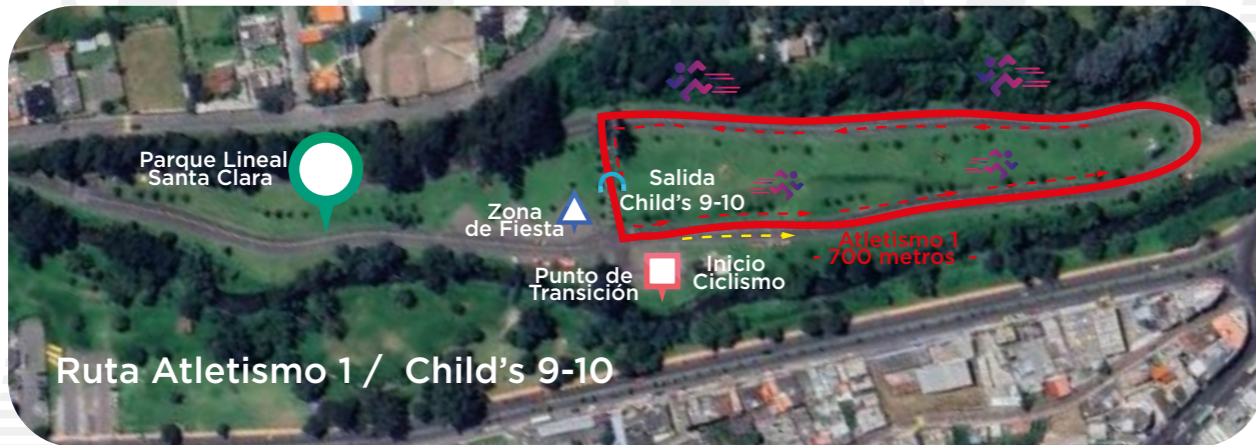 Parque Lineal
Santa Clara
Zona
de Fiesta
Salida
Child's 9-10
Punto de
Transición
Inicio
Ciclismo
Atletismo 1
- 700 metros -
Ruta Atletismo 1 / Child's 9-10